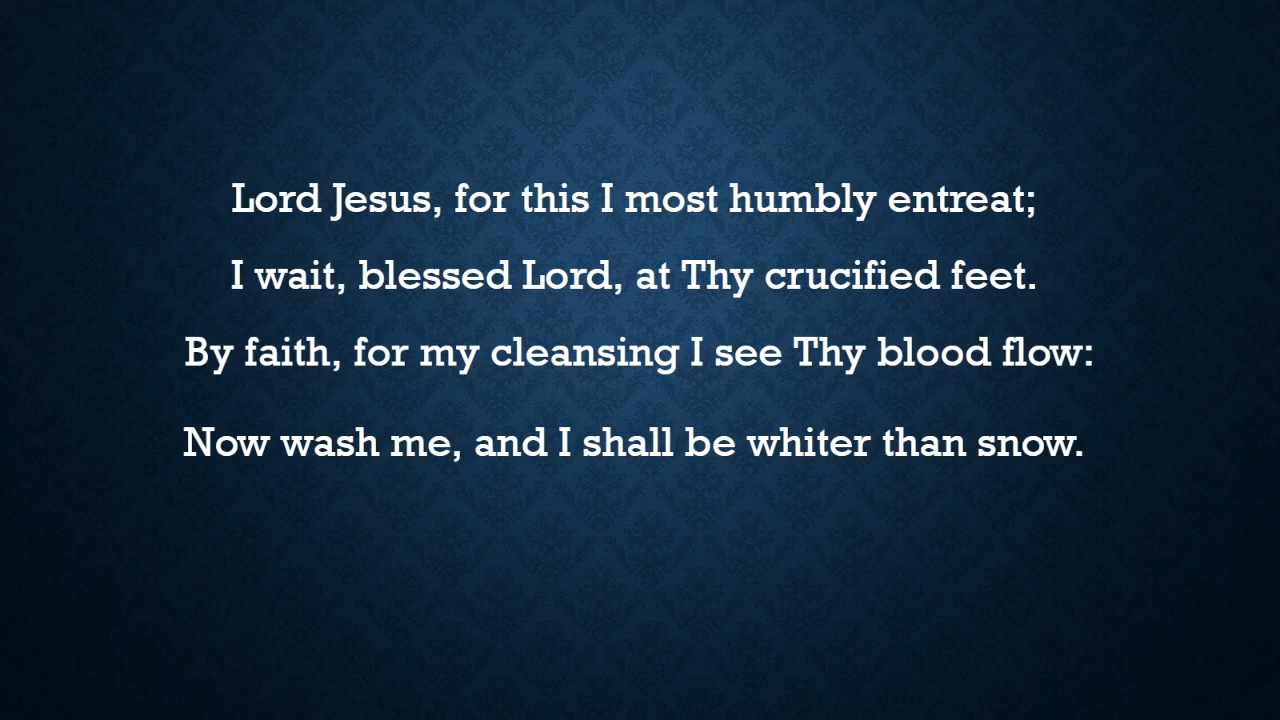 Lord Jesus, for this I most humbly entreat;
I wait, blessed Lord, at Thy crucified feet.
By faith, for my cleansing I see Thy blood flow:
Now wash me, and I shall be whiter than snow.